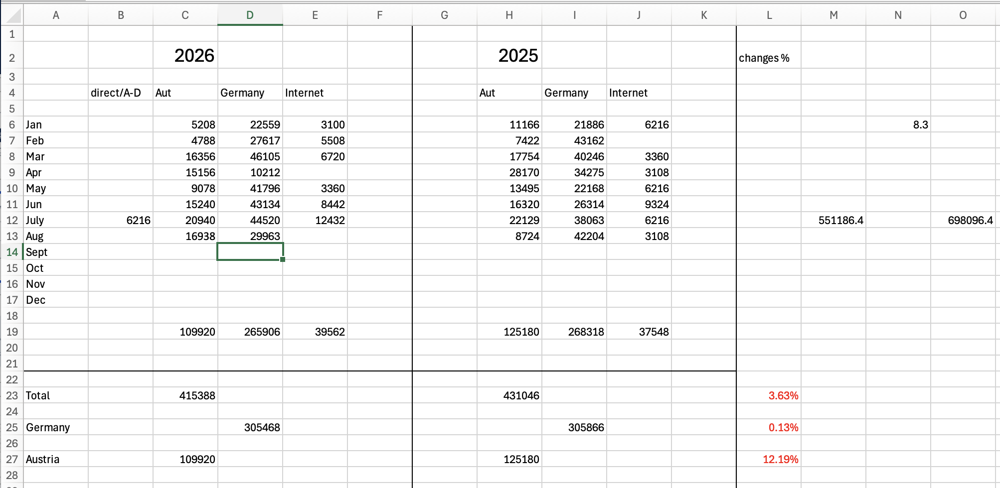 A B C D E F G H I J K L M N O
1
2 2026 2025 changes %
3
4 direct/A-D Aut Germany Internet Aut Germany Internet
5
6 Jan 5208 22559 3100 11166 21886 6216 8.3
7 Feb 4788 27617 5508 7422 43162
8 Mar 16356 46105 6720 17754 40246 3360
9 Apr 15156 10212 28170 34275 3108
10 May 9078 41796 3360 13495 22168 6216
11 Jun 15240 43134 8442 16320 26314 9324
12 July 6216 20940 44520 12432 22129 38063 6216 551186.4 698096.4
13 Aug 16938 29963 8724 42204 3108
14 Sept
15 Oct
16 Nov
17 Dec
18
19 109920 265906 39562 125180 268318 37548
20
21
22
23 Total 415388 431046 3.63%
24
25 Germany 305468 305866 0.13%
26
27 Austria 109920 125180 12.19%
28